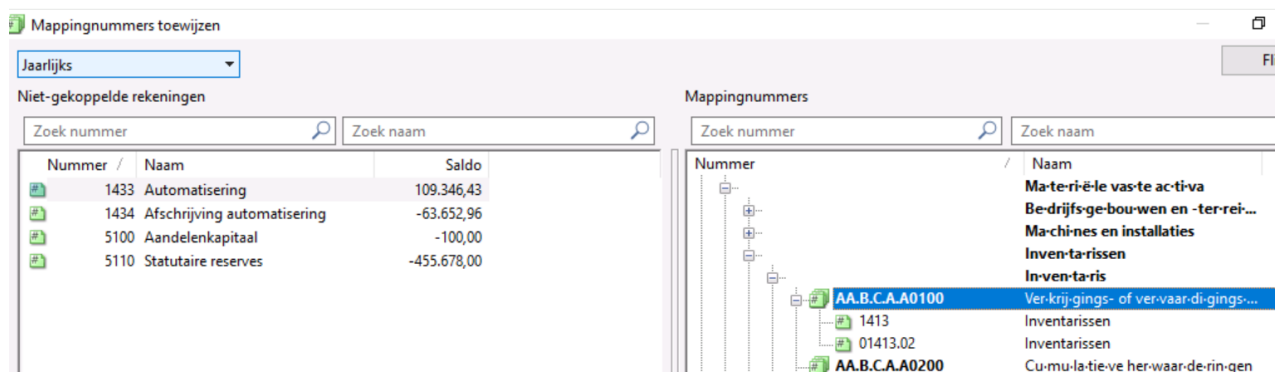 Mappingnummers toewijzen
Jaarlijks
Niet-gekoppelde rekeningen
Zoek nummer Zoek naam
Nummer / Naam Saldo
1433 Automatisering 109.346,43
1434 Afschrijving automatisering -63.652,96
5100 Aandelenkapitaal -100,00
5110 Statutaire reserves -455.678,00
Mappingnummers
Zoek nummer Zoek naam
Nummer / Naam
Ma·te·ri·ë·le vas·te ac·ti·va
Be·drijfs·ge·bou·wen en -ter·rei·...
Ma·chi·nes en installaties
Inven·ta·rissen
In·ven·ta·ris
AA.B.C.A.A0100 Ver·krij·gings- of ver·vaar·di·gings·...
1413 Inventarissen
01413.02 Inventarissen
AA.B.C.A.A0200 Cu·mu·la·tie·ve her·waar·de·rin·gen